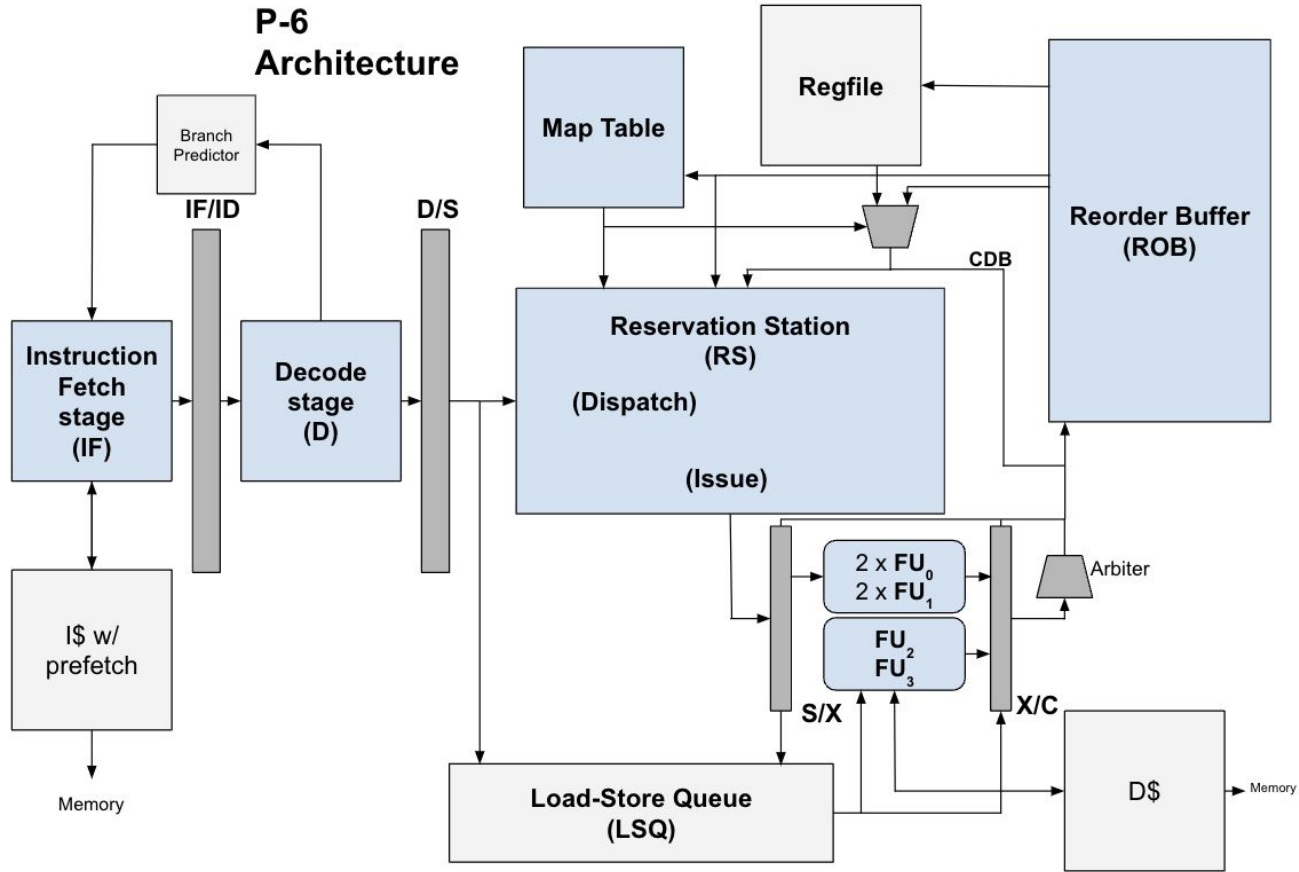 P-6
Architecture
Map Table
Regfile
Reorder Buffer
(ROB)
Branch
Predictor
IF/ID
D/S
CDB
Instruction
Fetch
stage
(IF)
Decode
stage
(D)
Reservation Station
(RS)
(Dispatch)
(Issue)
2 x FU0
2 x FU1
FU2
FU3
Arbiter
I$ w/
prefetch
S/X
X/C
Memory
Load-Store Queue
(LSQ)
D$
Memory